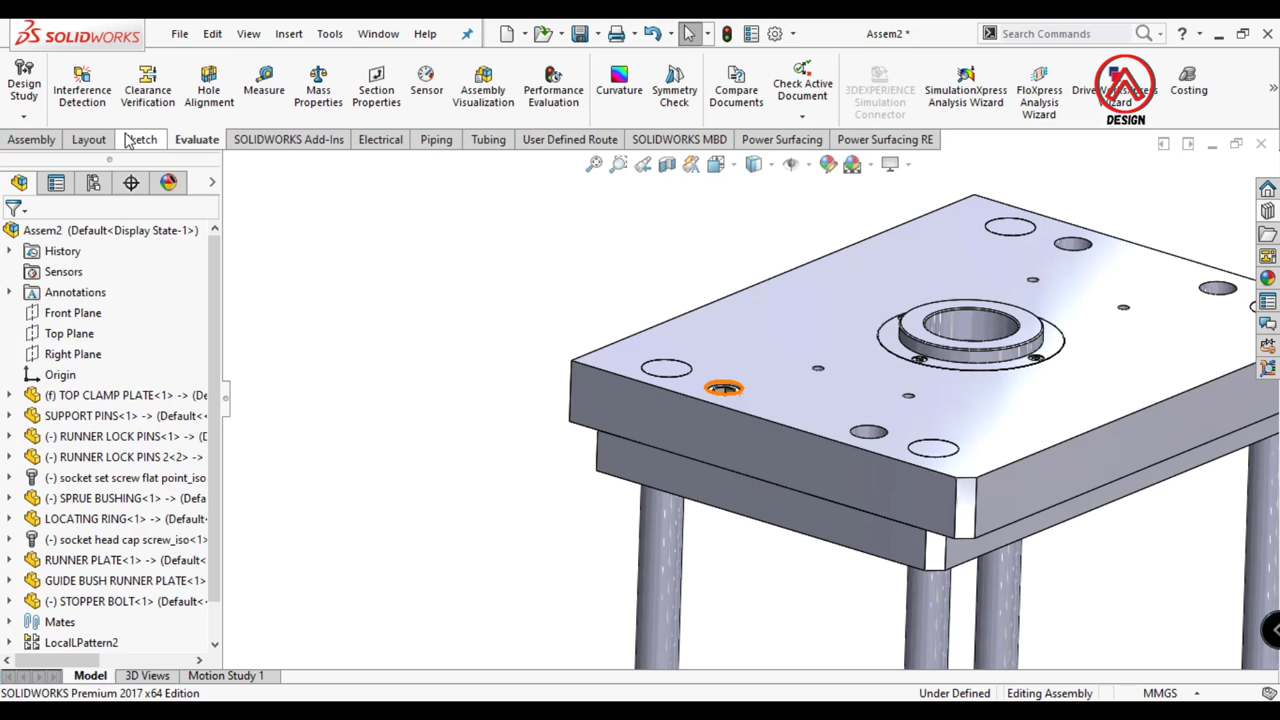 SOLIDWORKS File Edit View Insert Tools Window Help Assem2 * Search Commands ?
Design Study
Interference Detection
Clearance Verification
Hole Alignment
Measure
Mass Properties
Section Properties
Sensor
Assembly Visualization
Performance Evaluation
Curvature
Symmetry Check
Compare Documents
Check Active Document
3DEXPERIENCE Simulation Connector
SimulationXpress Analysis Wizard
FloXpress Analysis Wizard
Wizard
Costing
DESIGN
Assembly Layout Sketch Evaluate SOLIDWORKS Add-Ins Electrical Piping Tubing User Defined Route SOLIDWORKS MBD Power Surfacing Power Surfacing RE
Assem2 (Default<Display State-1>)
History
Sensors
Annotations
Front Plane
Top Plane
Right Plane
Origin
(f) TOP CLAMP PLATE<1> -> (De
SUPPORT PINS<1> -> (Default<
(-) RUNNER LOCK PINS<1> -> (D
(-) RUNNER LOCK PINS 2<2> ->
(-) socket set screw flat point_iso
(-) SPRUE BUSHING<1> -> (Defa
LOCATING RING<1> -> (Default
(-) socket head cap screw_iso<1>
RUNNER PLATE<1> -> (Default<
GUIDE BUSH RUNNER PLATE<1>
(-) STOPPER BOLT<1> (Default<
Mates
LocalLPattern2
Model 3D Views Motion Study 1
SOLIDWORKS Premium 2017 x64 Edition Under Defined Editing Assembly MMGS